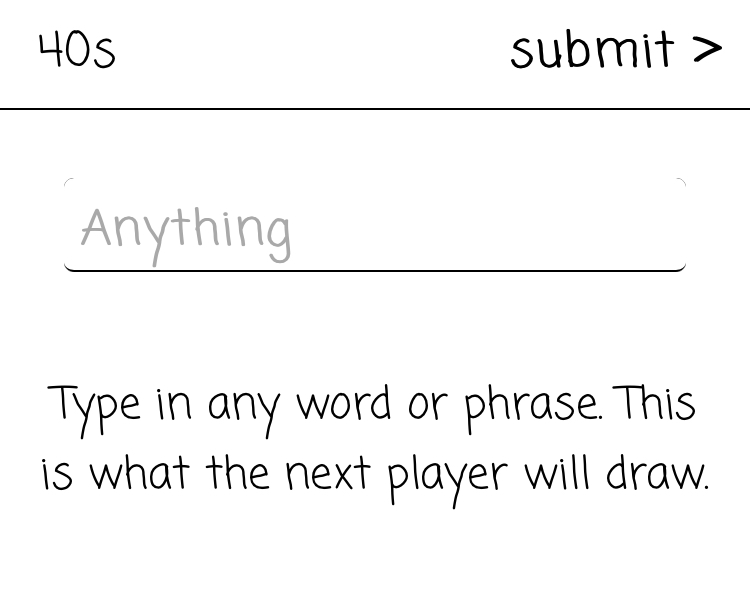 40s
submit >
Anything
Type in any word or phrase. This
is what the next player will draw.